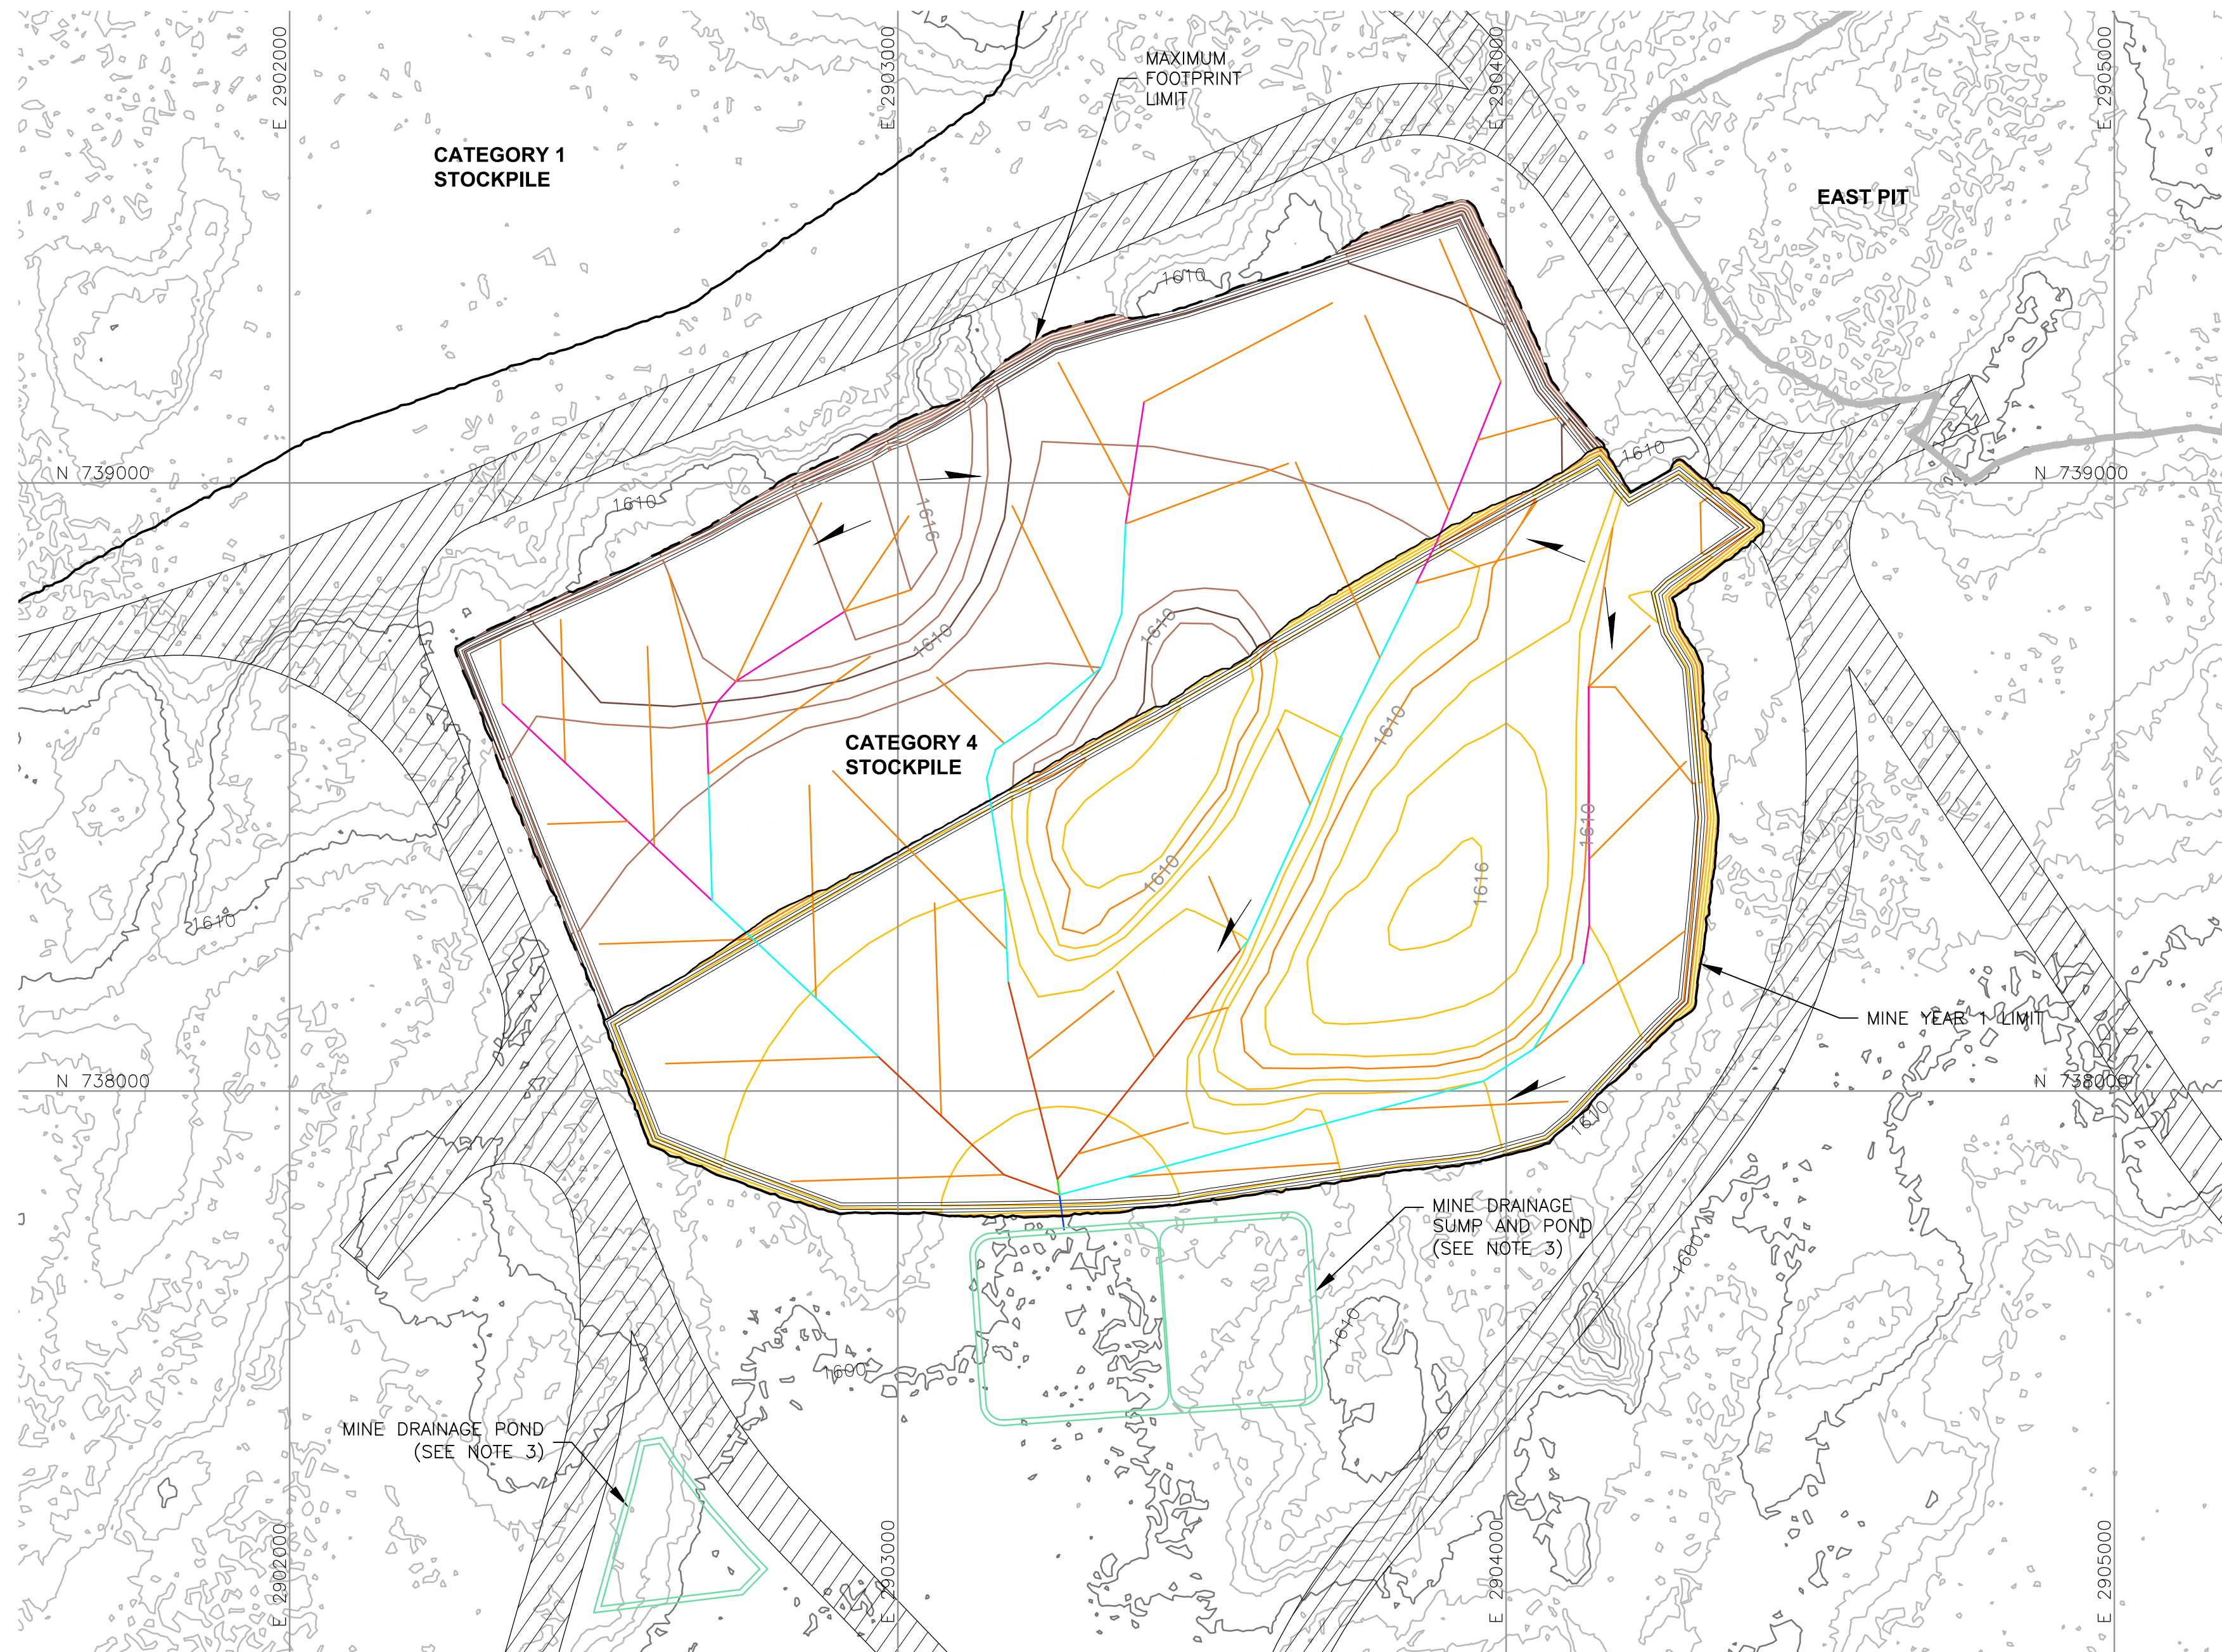 E 2902000
E 2903000
E 2904000
E 2905000
MAXIMUM
FOOTPRINT
LIMIT
CATEGORY 1
STOCKPILE
EAST PIT
1610
1610
N 739000
N 739000
1610
1616
1610
1610
CATEGORY 4
STOCKPILE
1610
1610
1610
1616
1610
MINE YEAR 1 LIMIT
N 738000
N 738000
1610
MINE DRAINAGE
SUMP AND POND
(SEE NOTE 3)
1600
1610
1600
MINE DRAINAGE POND
(SEE NOTE 3)
E 2902000
E 2903000
E 2904000
E 2905000